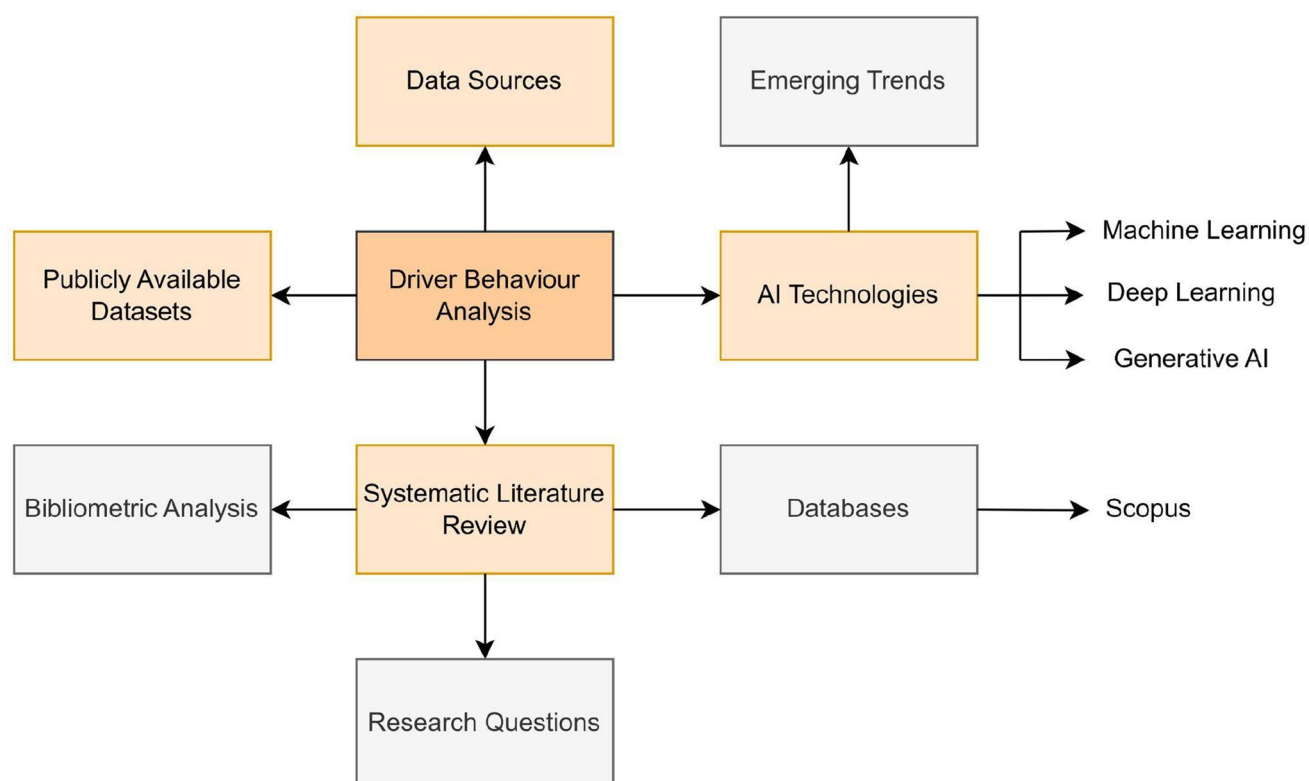 Data Sources
Emerging Trends
Publicly Available
Datasets
Driver Behaviour
Analysis
AI Technologies
Machine Learning
Deep Learning
Generative AI
Bibliometric Analysis
Systematic Literature
Review
Databases
Scopus
Research Questions